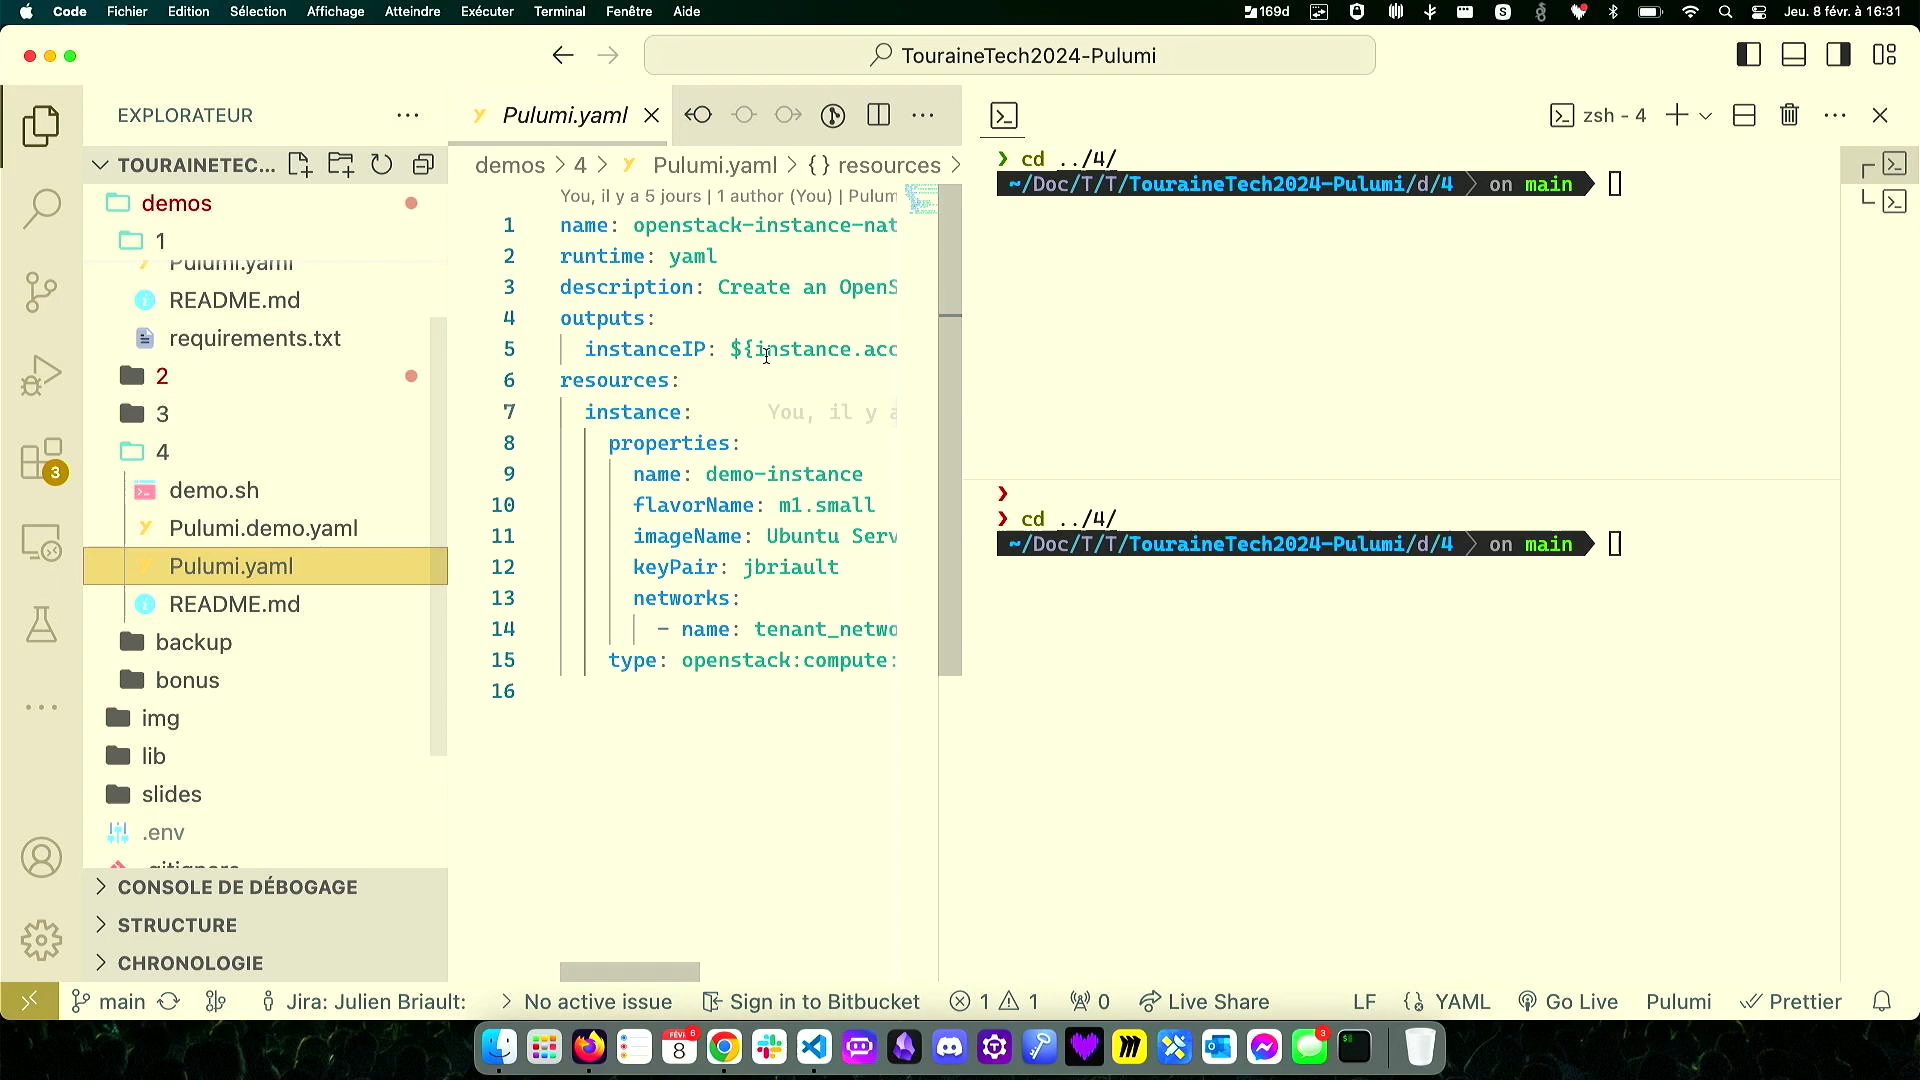 Code Fichier Edition Sélection Affichage Atteindre Exécuter Terminal Fenêtre Aide 169d Jeu. 8 févr. à 16:31
TouraineTech2024-Pulumi
EXPLORATEUR
TOURAINETEC...
demos
1
Pulumi.yaml
README.md
requirements.txt
2
3
4
demo.sh
Pulumi.demo.yaml
Pulumi.yaml
README.md
backup
bonus
img
lib
slides
.env
.gitignore
CONSOLE DE DÉBOGAGE
STRUCTURE
CHRONOLOGIE
3
Pulumi.yaml
demos > 4 > Pulumi.yaml > {} resources >
You, il y a 5 jours | 1 author (You) | Pulum
1 name: openstack-instance-nat
2 runtime: yaml
3 description: Create an OpenS
4 outputs:
5 instanceIP: ${instance.acc
6 resources:
7 instance: You, il y a
8 properties:
9 name: demo-instance
10 flavorName: m1.small
11 imageName: Ubuntu Serv
12 keyPair: jbriault
13 networks:
14 - name: tenant_netwo
15 type: openstack:compute:
16
zsh - 4
❯ cd ../4/
~/Doc/T/T/TouraineTech2024-Pulumi/d/4 > on main
❯
❯ cd ../4/
~/Doc/T/T/TouraineTech2024-Pulumi/d/4 > on main
main Jira: Julien Briault: > No active issue Sign in to Bitbucket 1 1 0 Live Share LF YAML Go Live Pulumi Prettier
FÉVR. 6
8
3